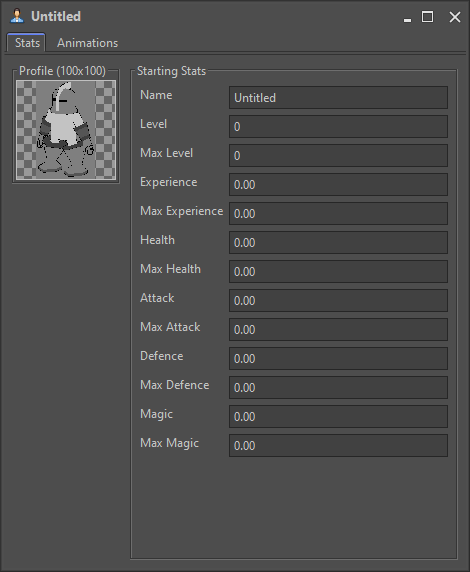 Untitled
Stats Animations
Profile (100x100)
Starting Stats
Name Untitled
Level 0
Max Level 0
Experience 0.00
Max Experience 0.00
Health 0.00
Max Health 0.00
Attack 0.00
Max Attack 0.00
Defence 0.00
Max Defence 0.00
Magic 0.00
Max Magic 0.00